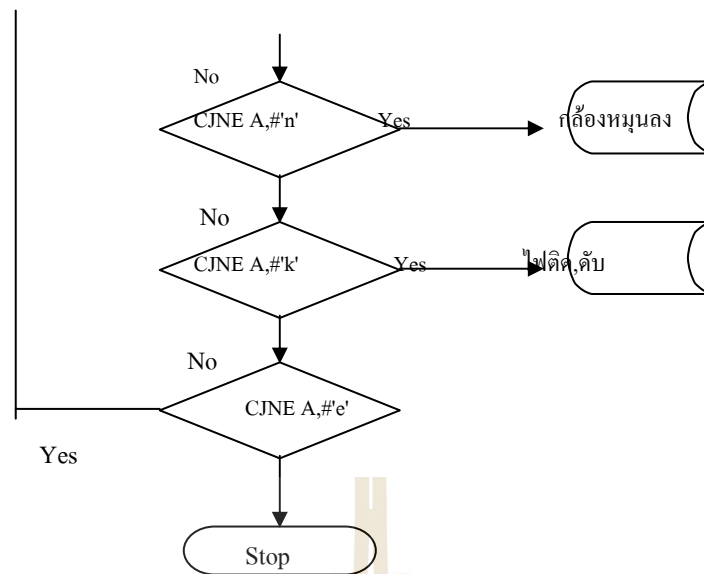 No
CJNE A,#'n'
Yes
กล้องหมุนลง
No
CJNE A,#'k'
Yes
ไฟติด,ดับ
No
CJNE A,#'e'
Yes
Stop